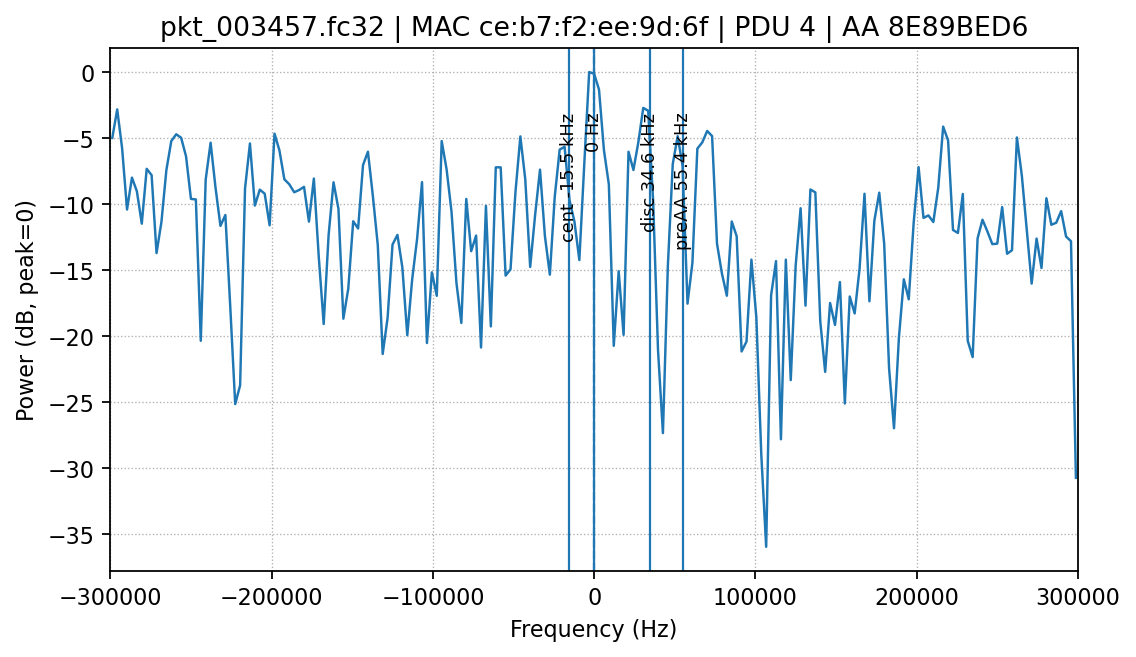 pkt_003457.fc32 | MAC ce:b7:f2:ee:9d:6f | PDU 4 | AA 8E89BED6
Power (dB, peak=0)
0
−5
−10
−15
−20
−25
−30
−35
cent -15.5 kHz
0 Hz
disc 34.6 kHz
preAA 55.4 kHz
−300000
−200000
−100000
0
100000
200000
300000
Frequency (Hz)